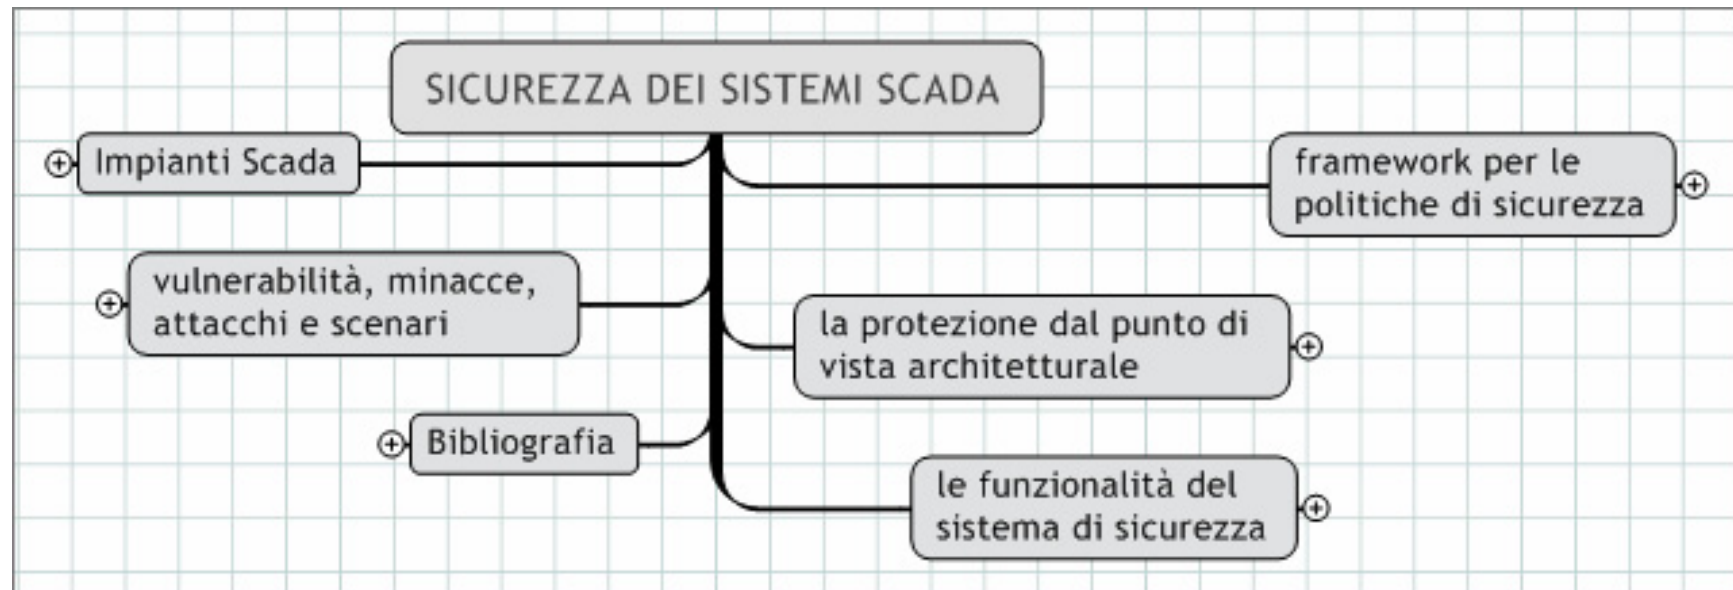 SICUREZZA DEI SISTEMI SCADA
Impianti Scada
framework per le
politiche di sicurezza
vulnerabilità, minacce,
attacchi e scenari
la protezione dal punto di
vista architetturale
Bibliografia
le funzionalità del
sistema di sicurezza